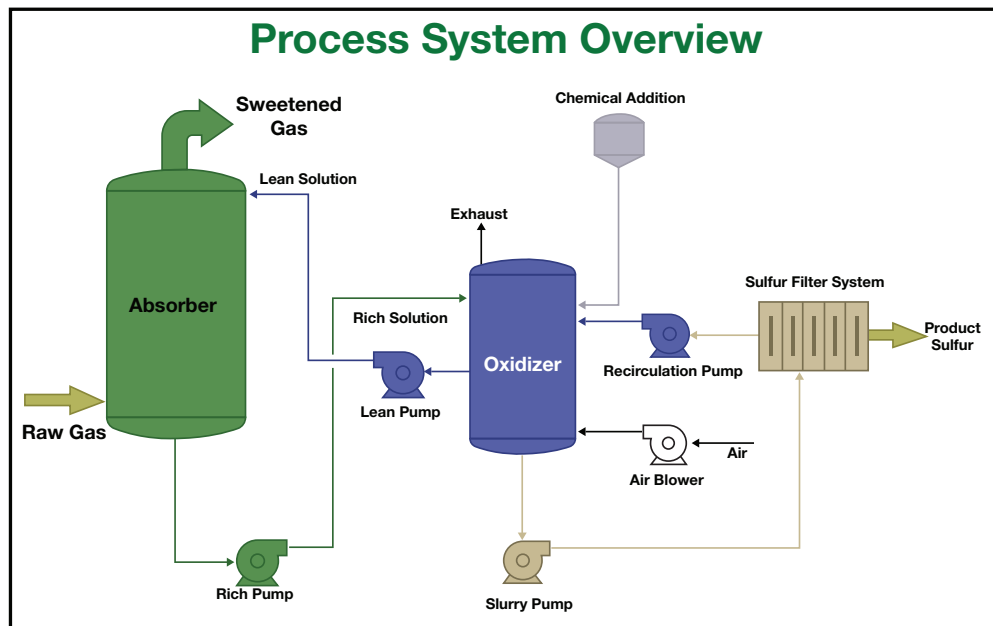 Process System Overview
Sweetened
Gas
Chemical Addition
Lean Solution
Exhaust
Absorber
Sulfur Filter System
Rich Solution
Product
Sulfur
Oxidizer
Recirculation Pump
Lean Pump
Raw Gas
Air
Air Blower
Rich Pump
Slurry Pump